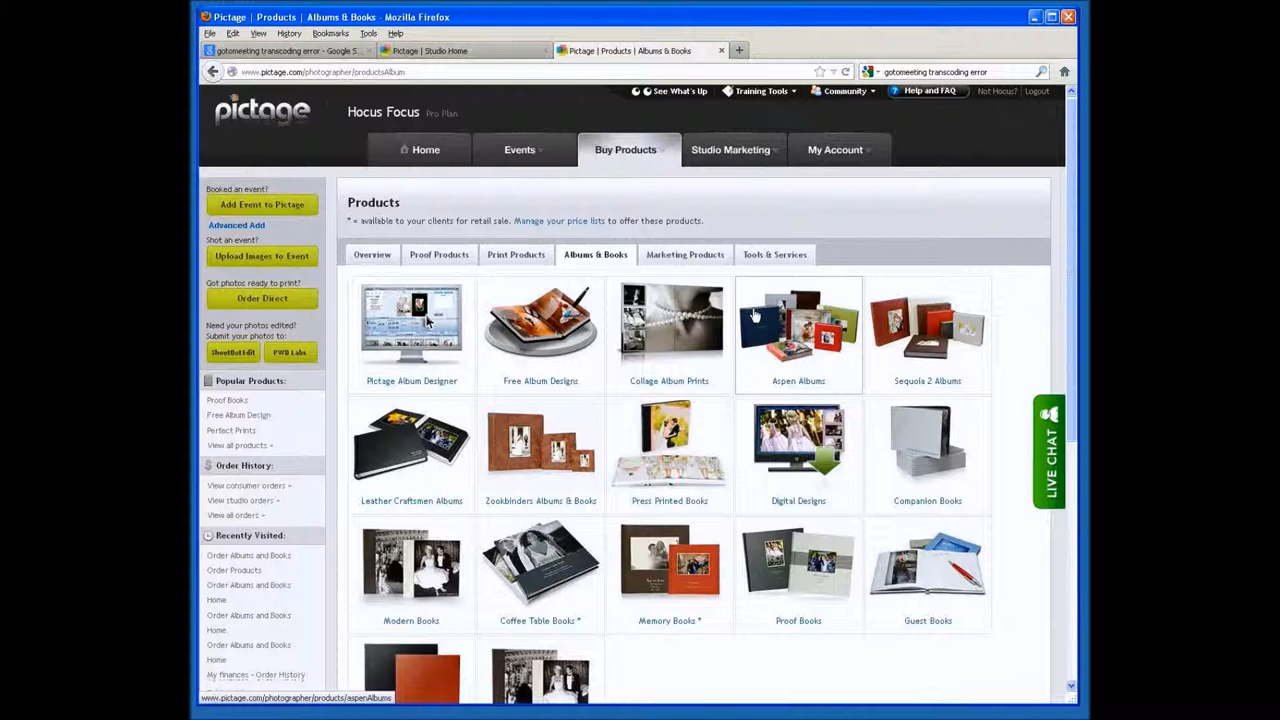 Pictage | Products | Albums & Books - Mozilla Firefox
File Edit View History Bookmarks Tools Help
gotomeeting transcoding error - Google S... Pictage | Studio Home Pictage | Products | Albums & Books
www.pictage.com/photographer/productsAlbum gotomeeting transcoding error
pictage Hocus Focus Pro Plan See What's Up Training Tools Community Help and FAQ Not Hocus? Logout
Home Events Buy Products Studio Marketing My Account
Booked an event?
Add Event to Pictage
Advanced Add
Shot an event?
Upload Images to Event
Got photos ready to print?
Order Direct
Need your photos edited?
Submit your photos to:
ShootDotEdit PWD Labs
Popular Products:
Proof Books
Free Album Design
Perfect Prints
View all products
Order History:
View consumer orders
View studio orders
View all orders
Recently Visited:
Order Albums and Books
Order Products
Order Albums and Books
Home
Order Albums and Books
Home
Order Albums and Books
Home
My finances - Order History
Products
* = available to your clients for retail sale. Manage your price lists to offer these products.
Overview Proof Products Print Products Albums & Books Marketing Products Tools & Services
Pictage Album Designer Free Album Designs Collage Album Prints Aspen Albums Sequoia 2 Albums
Leather Craftsmen Albums Zookbinders Albums & Books Press Printed Books Digital Designs Companion Books
Modern Books Coffee Table Books * Memory Books * Proof Books Guest Books
LIVE CHAT
www.pictage.com/photographer/products/aspenAlbums